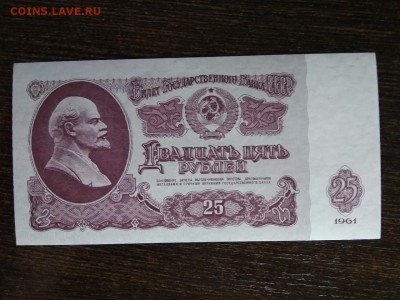 COINS.LAVE.RU
Билет Государственного Банка СССР
Двадцать пять
рублей
25
25
1961